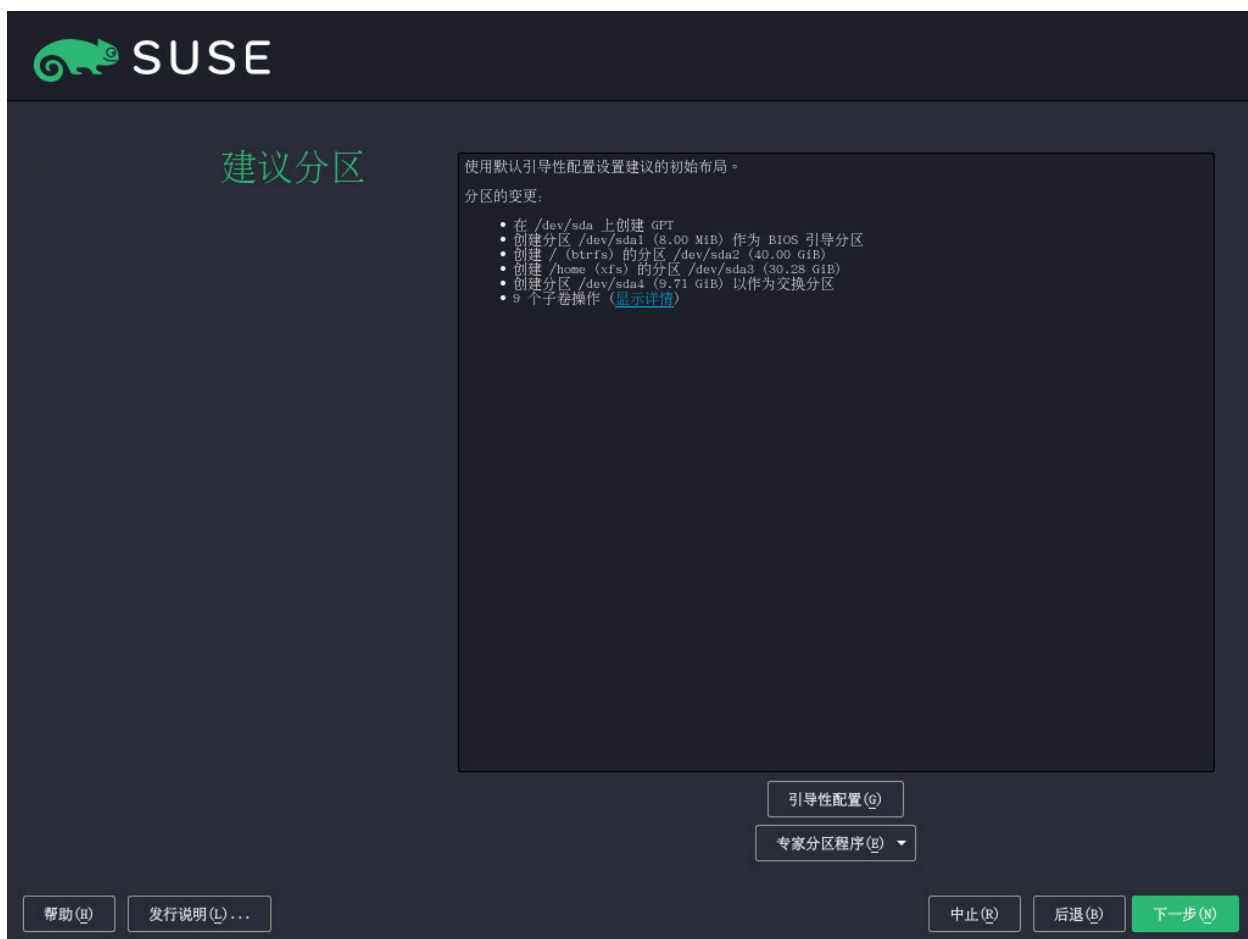 SUSE
建议分区
使用默认引导性配置设置建议的初始布局。
分区的变更:
• 在 /dev/sda 上创建 GPT
• 创建分区 /dev/sda1 (8.00 MiB) 作为 BIOS 引导分区
• 创建 / (btrfs) 的分区 /dev/sda2 (40.00 GiB)
• 创建 /home (xfs) 的分区 /dev/sda3 (30.28 GiB)
• 创建分区 /dev/sda4 (9.71 GiB) 以作为交换分区
• 9 个子卷操作 (显示详情)
引导性配置(G)
专家分区程序(E)
帮助(H) 发行说明(L)... 中止(R) 后退(B) 下一步(N)